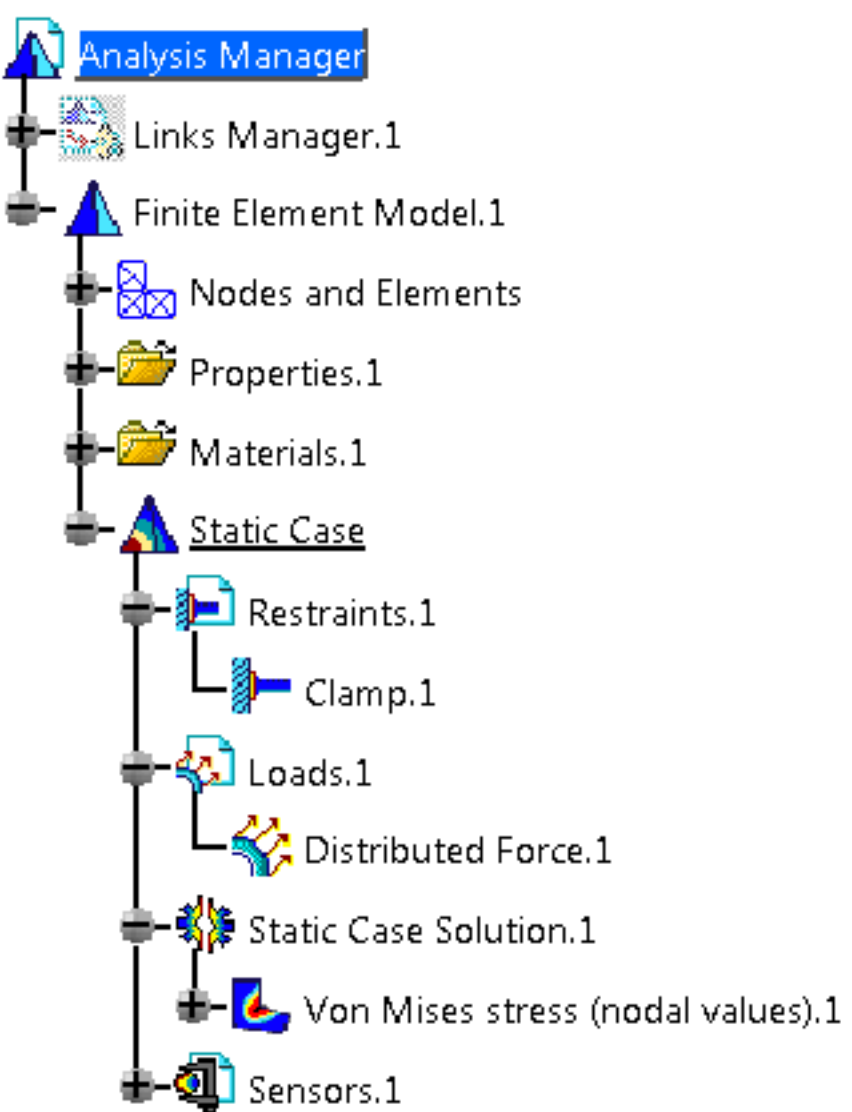 Analysis Manager
Links Manager.1
Finite Element Model.1
Nodes and Elements
Properties.1
Materials.1
Static Case
Restraints.1
Clamp.1
Loads.1
Distributed Force.1
Static Case Solution.1
Von Mises stress (nodal values).1
Sensors.1